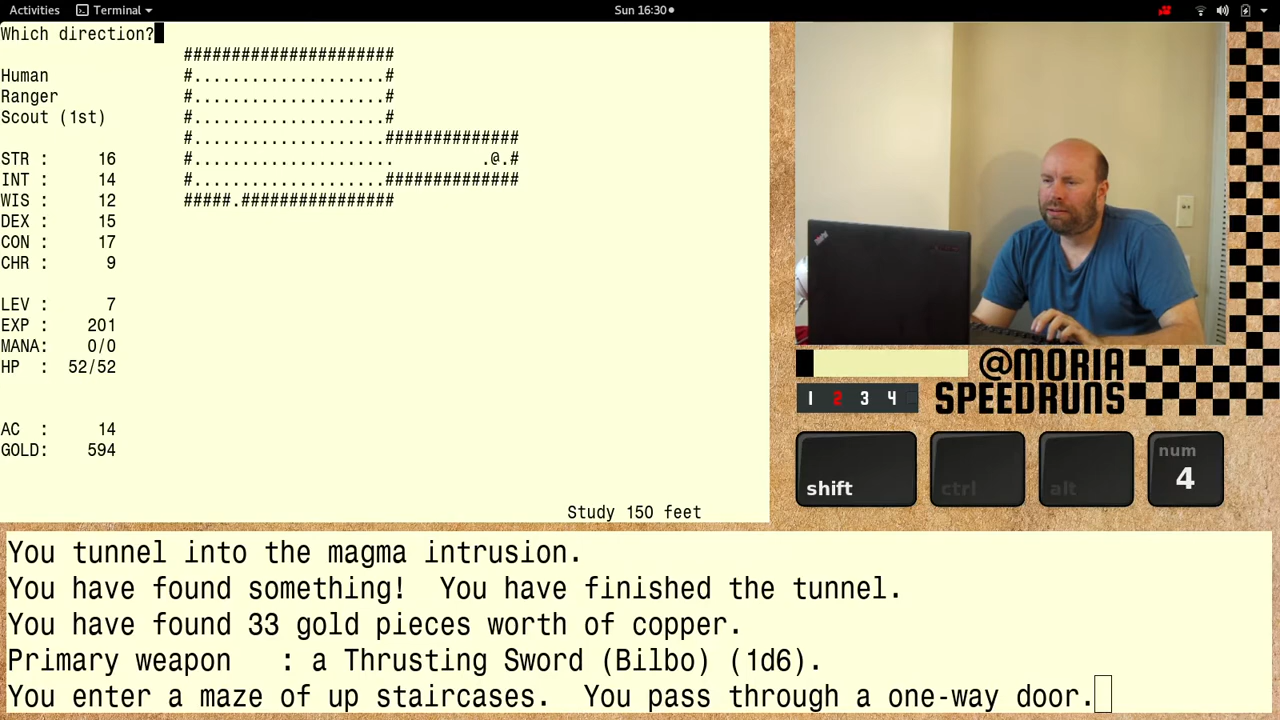 Activities Terminal Sun 16:30
Which direction?
######################
Human #....................#
Ranger #....................#
Scout (1st) #....................#
#...................##############
STR : 16 #.................... .@.#
INT : 14 #...................##############
WIS : 12 #####.################
DEX : 15
CON : 17
CHR : 9
LEV : 7
EXP : 201
MANA: 0/0
HP : 52/52
AC : 14
GOLD: 594
Study 150 feet
@MORIA
SPEEDRUNS
1 2 3 4
shift ctrl alt num 4
You tunnel into the magma intrusion.
You have found something! You have finished the tunnel.
You have found 33 gold pieces worth of copper.
Primary weapon : a Thrusting Sword (Bilbo) (1d6).
You enter a maze of up staircases. You pass through a one-way door.